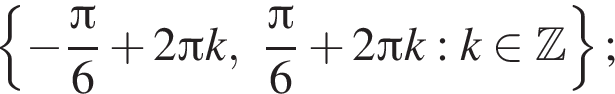 {−π/6 + 2πk, π/6 + 2πk : k ∈ ℤ};